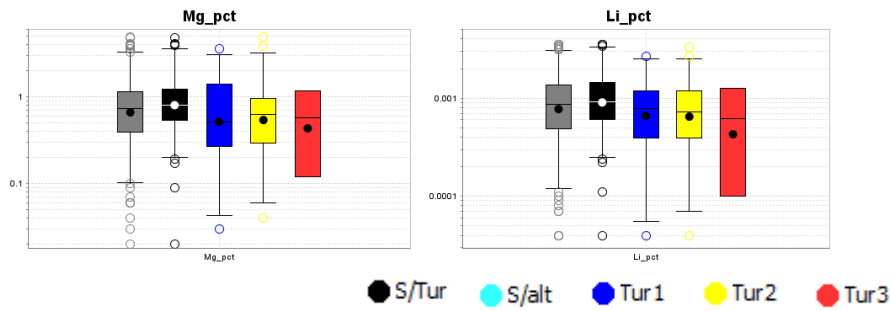 Mg_pct
Li_pct
1
0.1
0.001
0.0001
Mg_pct
Li_pct
S/Tur
S/alt
Tur1
Tur2
Tur3